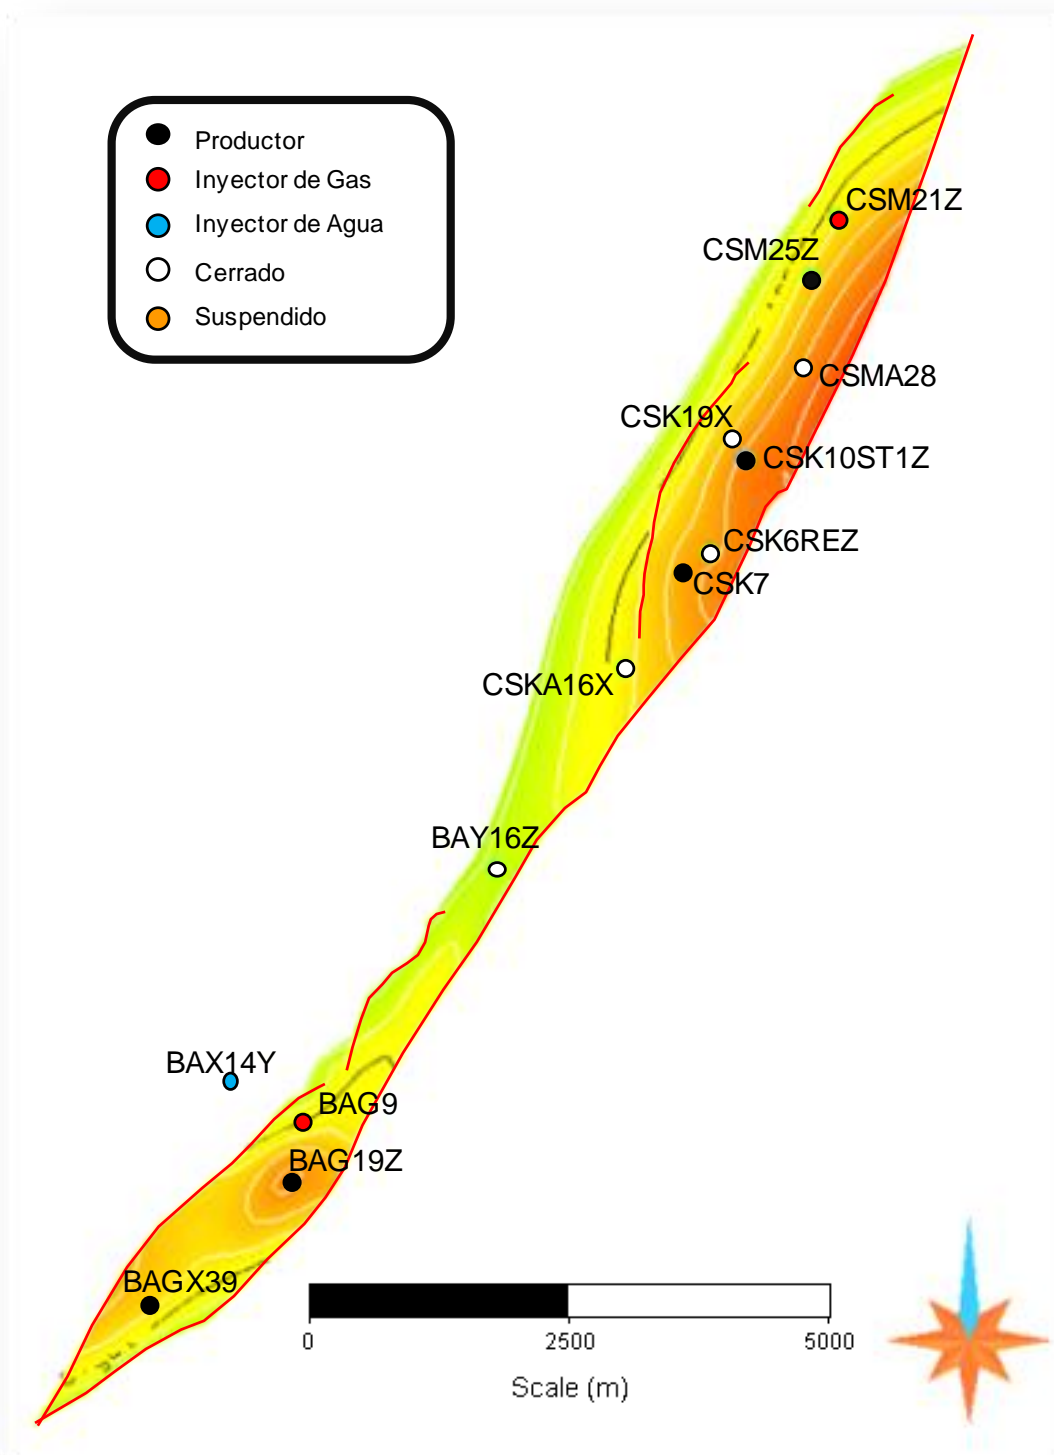 Productor
Inyector de Gas
Inyector de Agua
Cerrado
Suspendido
CSM21Z
CSM25Z
CSMA28
CSK19X
CSK10ST1Z
CSK6REZ
CSK7
CSKA16X
BAY16Z
BAX14Y
BAG9
BAG19Z
BAGX39
0 2500 5000
Scale (m)